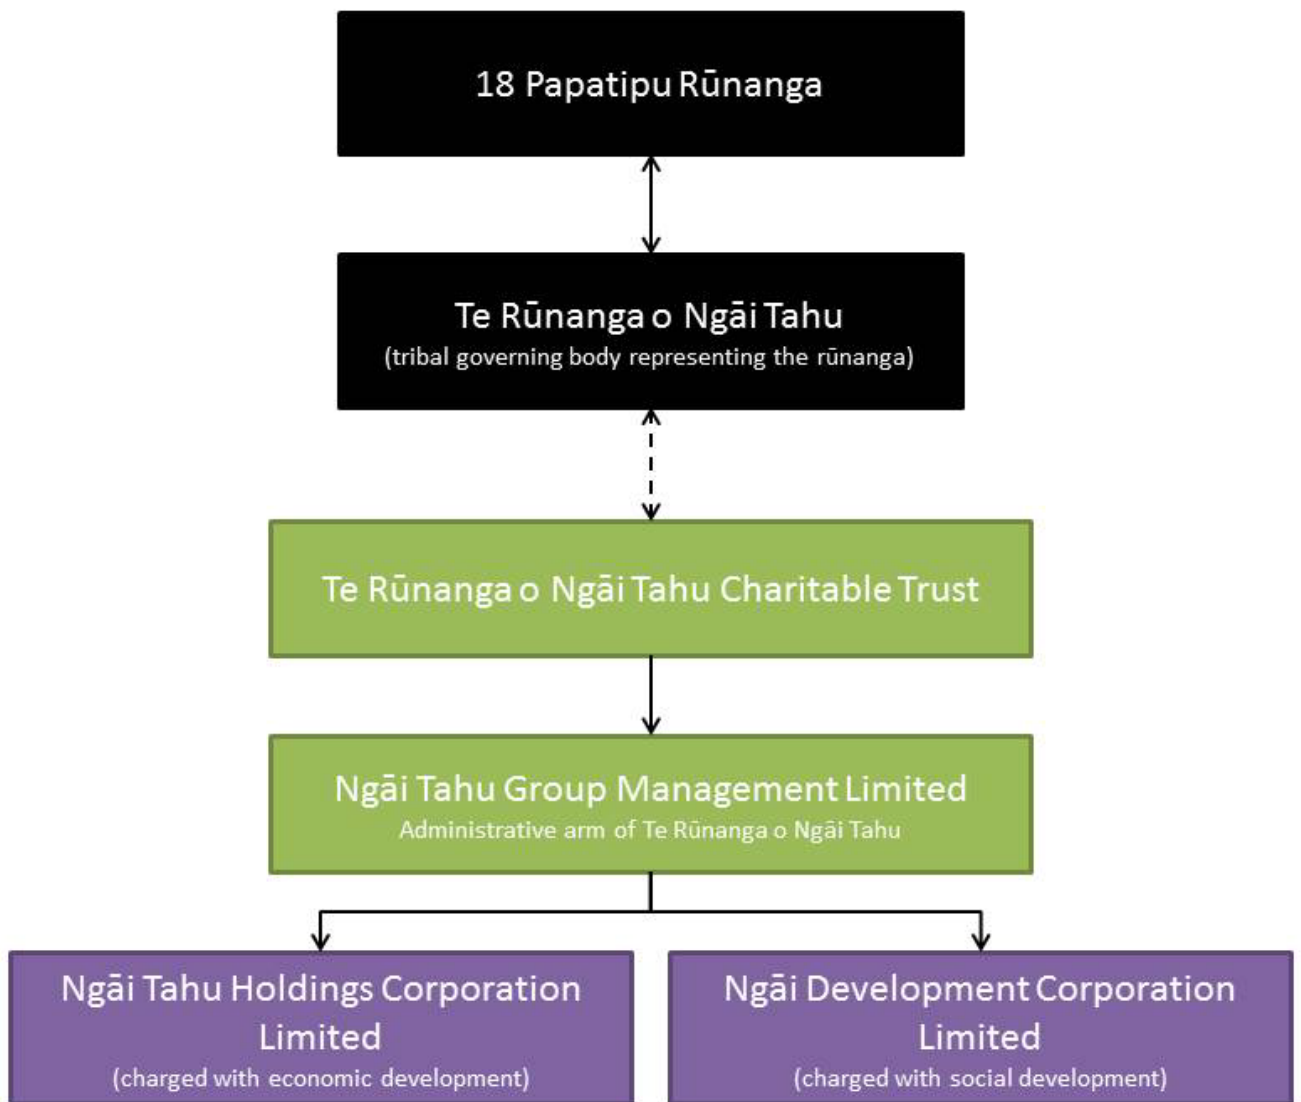 18 Papatipu Rūnanga
Te Rūnanga o Ngāi Tahu
(tribal governing body representing the rūnanga)
Te Rūnanga o Ngāi Tahu Charitable Trust
Ngāi Tahu Group Management Limited
Administrative arm of Te Rūnanga o Ngāi Tahu
Ngāi Tahu Holdings Corporation
Limited
(charged with economic development)
Ngāi Development Corporation
Limited
(charged with social development)